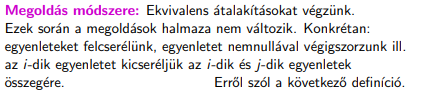 Megoldás módszere: Ekvivalens átalakításokat végzünk.
Ezek során a megoldások halmaza nem változik. Konkrétan:
egyenleteket felcserélünk, egyenletet nemnullával végigszorzunk ill.
az i-dik egyenletet kicseréljük az i-dik és j-dik egyenletek
összegére. Erről szól a következő definíció.